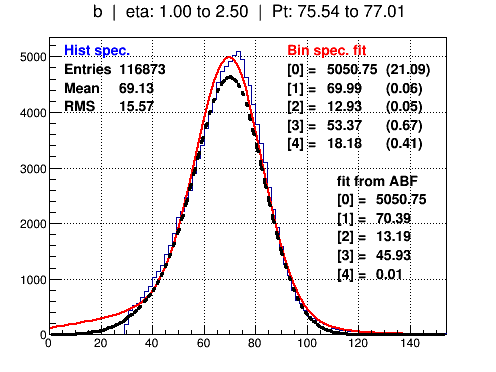 b | eta: 1.00 to 2.50 | Pt: 75.54 to 77.01
Hist spec.
Entries 116873
Mean 69.13
RMS 15.57
Bin spec. fit
[0] = 5050.75 (21.09)
[1] = 69.99 (0.06)
[2] = 12.93 (0.05)
[3] = 53.37 (0.67)
[4] = 18.18 (0.41)
fit from ABF
[0] = 5050.75
[1] = 70.39
[2] = 13.19
[3] = 45.93
[4] = 0.01
5000
4000
3000
2000
1000
0
0 20 40 60 80 100 120 140